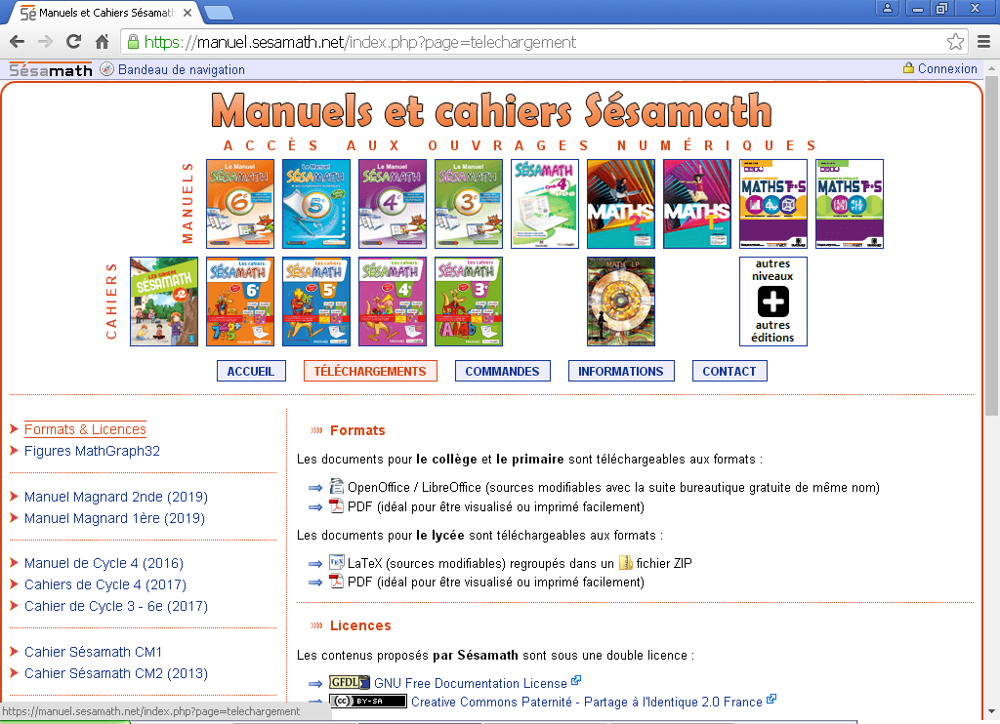 Manuels et Cahiers Sésamath
https://manuel.sesamath.net/index.php?page=telechargement
Sésamath Bandeau de navigation Connexion
Manuels et cahiers Sésamath
ACCÈS AUX OUVRAGES NUMÉRIQUES
MANUELS
Le Manuel SÉSAMATH 6e
Le Manuel SÉSAMATH 5e
Le Manuel SÉSAMATH 4e
Le Manuel SÉSAMATH 3e
SÉSAMATH Cycle 4
MATHS 2
MATHS 1
MATHS
MATHS
CAHIERS
LES CAHIERS SÉSAMATH
Les cahiers SÉSAMATH 6e
Les cahiers SÉSAMATH 5e
Les cahiers SÉSAMATH 4e
Les cahiers SÉSAMATH 3e
SESAMATH LP
autres
niveaux
autres
éditions
ACCUEIL TÉLÉCHARGEMENTS COMMANDES INFORMATIONS CONTACT
Formats & Licences
Figures MathGraph32
Manuel Magnard 2nde (2019)
Manuel Magnard 1ère (2019)
Manuel de Cycle 4 (2016)
Cahiers de Cycle 4 (2017)
Cahier de Cycle 3 - 6e (2017)
Cahier Sésamath CM1
Cahier Sésamath CM2 (2013)
Formats
Les documents pour le collège et le primaire sont téléchargeables aux formats :
OpenOffice / LibreOffice (sources modifiables avec la suite bureautique gratuite de même nom)
PDF (idéal pour être visualisé ou imprimé facilement)
Les documents pour le lycée sont téléchargeables aux formats :
LaTeX (sources modifiables) regroupés dans un fichier ZIP
PDF (idéal pour être visualisé ou imprimé facilement)
Licences
Les contenus proposés par Sésamath sont sous une double licence :
GFDL GNU Free Documentation License
(cc) BY-SA Creative Commons Paternité - Partage à l'Identique 2.0 France
https://manuel.sesamath.net/index.php?page=telechargement